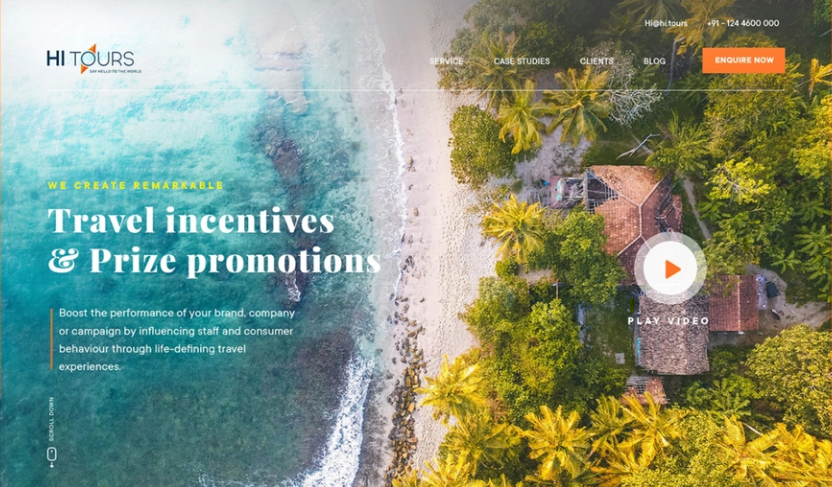 Hi@hi.tours +91 - 124 4600 000
HI TOURS
SAY HELLO TO THE WORLD
SERVICE CASE STUDIES CLIENTS BLOG ENQUIRE NOW
WE CREATE REMARKABLE
Travel incentives
& Prize promotions
PLAY VIDEO
Boost the performance of your brand, company
or campaign by influencing staff and consumer
behaviour through life-defining travel
experiences.
SCROLL DOWN